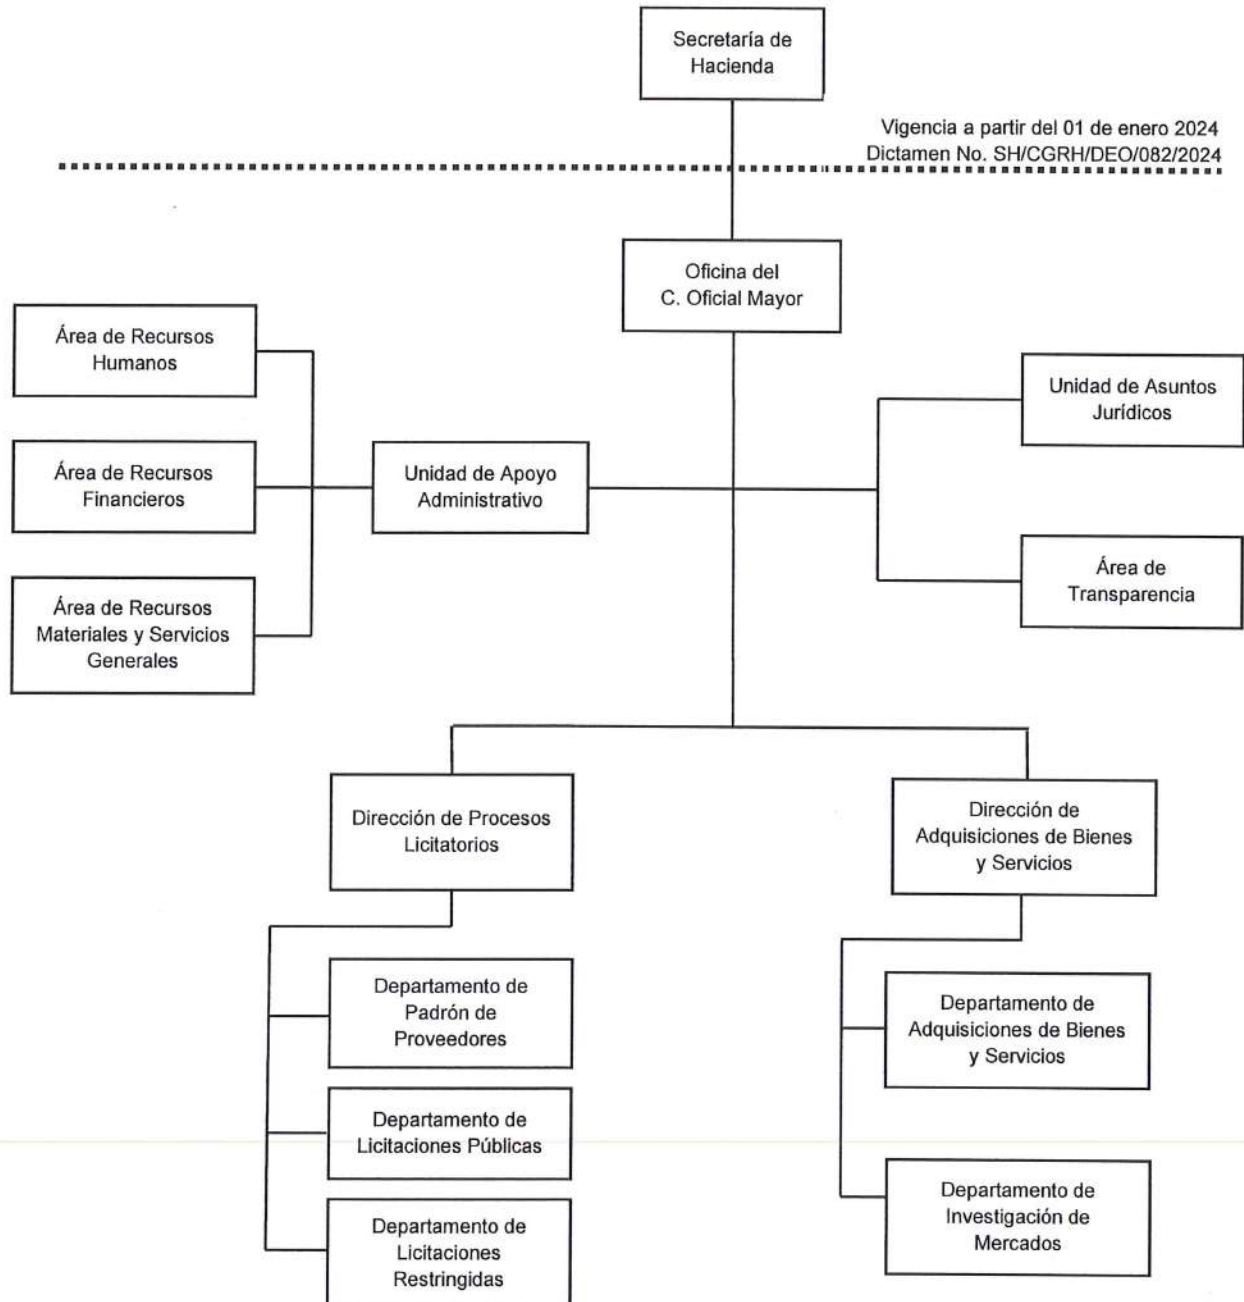 Secretaría de
Hacienda
Vigencia a partir del 01 de enero 2024
Dictamen No. SH/CGRH/DEO/082/2024
Oficina del
C. Oficial Mayor
Área de Recursos
Humanos
Área de Recursos
Financieros
Área de Recursos
Materiales y Servicios
Generales
Unidad de Apoyo
Administrativo
Unidad de Asuntos
Jurídicos
Área de
Transparencia
Dirección de Procesos
Licitatorios
Departamento de
Padrón de
Proveedores
Departamento de
Licitaciones Públicas
Departamento de
Licitaciones
Restringidas
Dirección de
Adquisiciones de Bienes
y Servicios
Departamento de
Adquisiciones de Bienes
y Servicios
Departamento de
Investigación de
Mercados